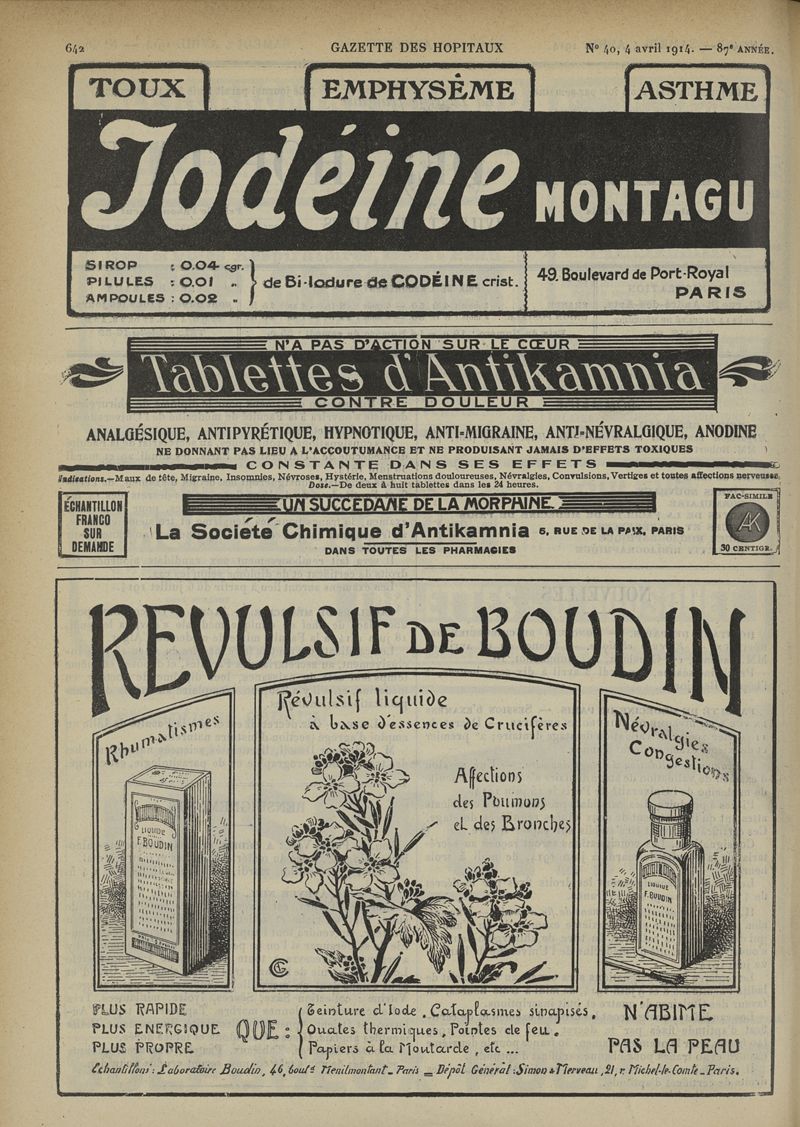 642
GAZETTE DES HOPITAUX
N° 40, 4 avril 1914. — 87e ANNÉE.
TOUX
EMPHYSÈME
ASTHME
Iodéine MONTAGU
SIROP : 0.04 cgr.
PILULES : 0.01 „
AMPOULES : 0.02 „
de Bi-Iodure de CODÉINE crist.
49, Boulevard de Port-Royal
PARIS
N'A PAS D'ACTION SUR LE CŒUR
Tablettes d'Antikamnia
CONTRE DOULEUR
ANALGÉSIQUE, ANTIPYRÉTIQUE, HYPNOTIQUE, ANTI-MIGRAINE, ANTI-NÉVRALGIQUE, ANODINE
NE DONNANT PAS LIEU A L'ACCOUTUMANCE ET NE PRODUISANT JAMAIS D'EFFETS TOXIQUES
CONSTANTE DANS SES EFFETS
Indications.—Maux de tête, Migraine, Insomnies, Névroses, Hystérie, Menstruations douloureuses, Névralgies, Convulsions, Vertiges et toutes affections nerveuses
Dose.—De deux à huit tablettes dans les 24 heures.
ÉCHANTILLON
FRANCO
SUR
DEMANDE
UN SUCCÉDANÉ DE LA MORPHINE
La Société Chimique d'Antikamnia 5, RUE DE LA PAIX, PARIS
DANS TOUTES LES PHARMACIES
FAC-SIMILE
AK
30 CENTIGR.
REVULSIF DE BOUDIN
Rhumatismes
LIQUIDE
F. BOUDIN
Révulsif liquide
à base d'essences de Crucifères
Affections
des Poumons
et des Bronches
Névralgies
Congestions
LIQUIDE
F. BOUDIN
PLUS RAPIDE
PLUS ENERGIQUE
PLUS PROPRE
QUE :
Teinture d'Iode, Cataplasmes sinapisés,
Ouates thermiques, Pointes de feu,
Papiers à la Moutarde, etc ...
N'ABIME
PAS LA PEAU
Echantillons : Laboratoire Boudin, 46, boult Menilmontant - Paris — Dépôt Général : Simon & Merveau, 21, r. Michel-le-Comte - Paris.